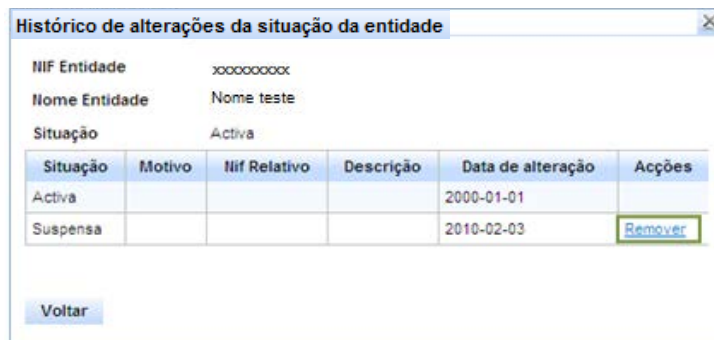 Histórico de alterações da situação da entidade
NIF Entidade xxxxxxxxx
Nome Entidade Nome teste
Situação Activa
Situação Motivo Nif Relativo Descrição Data de alteração Acções
Activa 2000-01-01
Suspensa 2010-02-03 Remover
Voltar